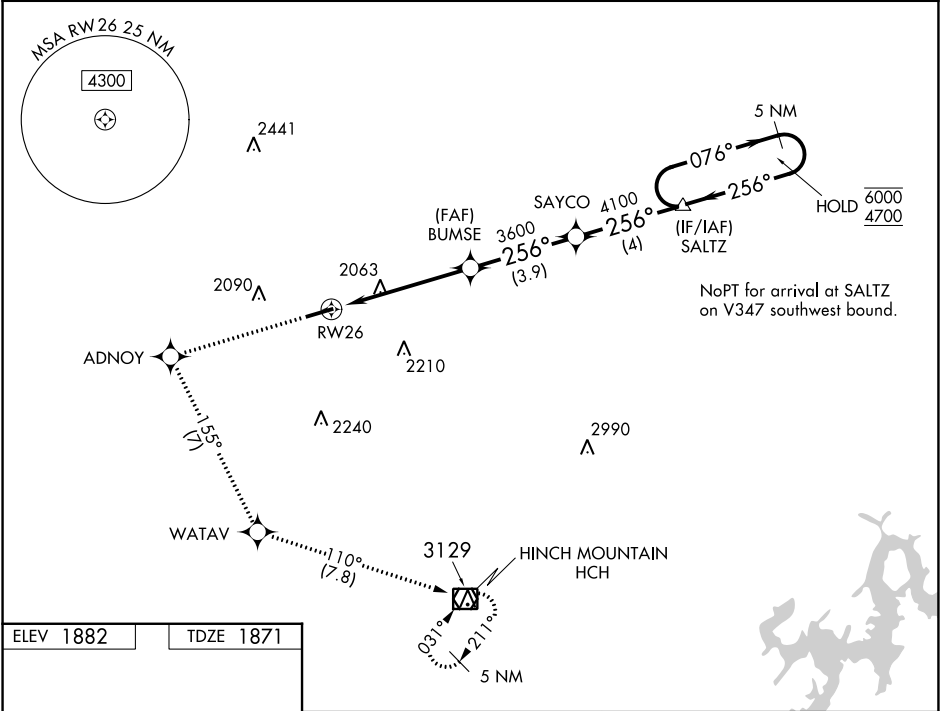 MSA RW26 25 NM
4300
2441
5 NM
076°
256°
HOLD 6000
4700
SAYCO
4100
256°
(4)
(IF/IAF)
SALTZ
(FAF)
BUMSE
3600
256°
(3.9)
NoPT for arrival at SALTZ
on V347 southwest bound.
2090
2063
RW26
ADNOY
2210
2240
2990
155°
(7)
WATAV
110°
(7.8)
3129
HINCH MOUNTAIN
HCH
031°
211°
5 NM
ELEV 1882
TDZE 1871